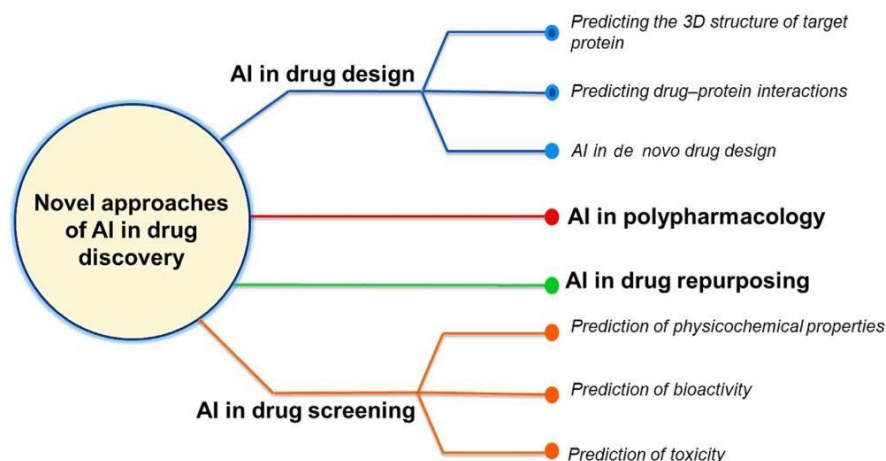 Novel approaches
of AI in drug
discovery
AI in drug design
Predicting the 3D structure of target
protein
Predicting drug–protein interactions
AI in de novo drug design
AI in polypharmacology
AI in drug repurposing
AI in drug screening
Prediction of physicochemical properties
Prediction of bioactivity
Prediction of toxicity